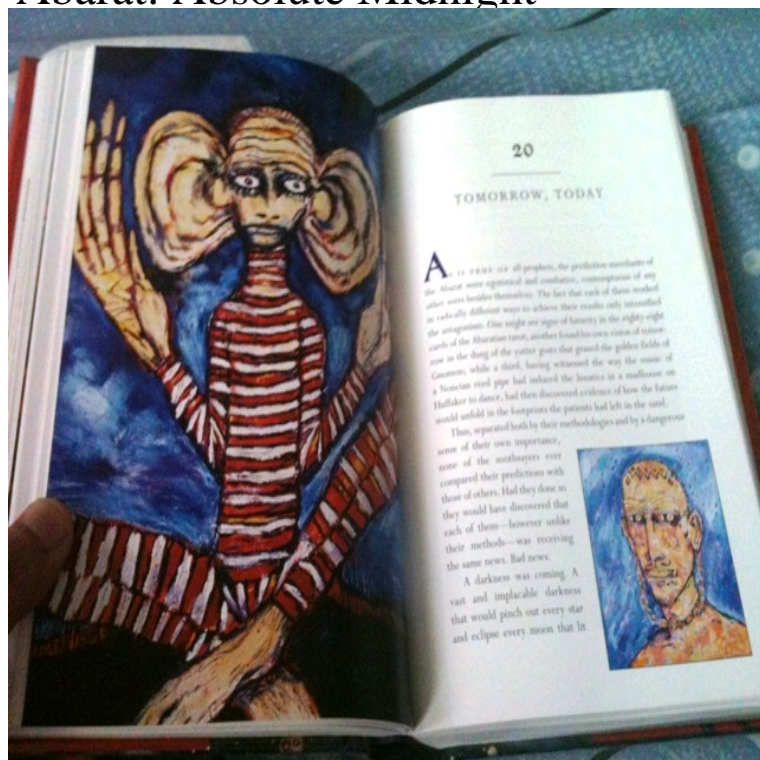 Abarat: Absolute Midnight
20
TOMORROW, TODAY
AS IS TRUE OF all prophets, the prediction merchants of
the Abarat were egotistical and combative, contemptuous of any
other seers besides themselves. The fact that each of them worked
in radically different ways to achieve their results only intensified
the antagonism. One might see signs of futurity in the eighty-eight
cards of the Abaratian tarot; another found his own vision of tomor-
row in the dung of the yutter goats that grazed the golden fields of
Gnomon; while a third, having witnessed the way the music of
a Noncian reed pipe had induced the lunatics in a madhouse on
Huffaker to dance, had then discovered evidence of how the future
would unfold in the footprints the patients had left in the sand.
Thus, separated both by their methodologies and by a dangerous
sense of their own importance,
none of the soothsayers ever
compared their predictions with
those of others. Had they done so
they would have discovered that
each of them—however unlike
their methods—was receiving
the same news. Bad news.
A darkness was coming. A
vast and implacable darkness
that would pinch out every star
and eclipse every moon that lit